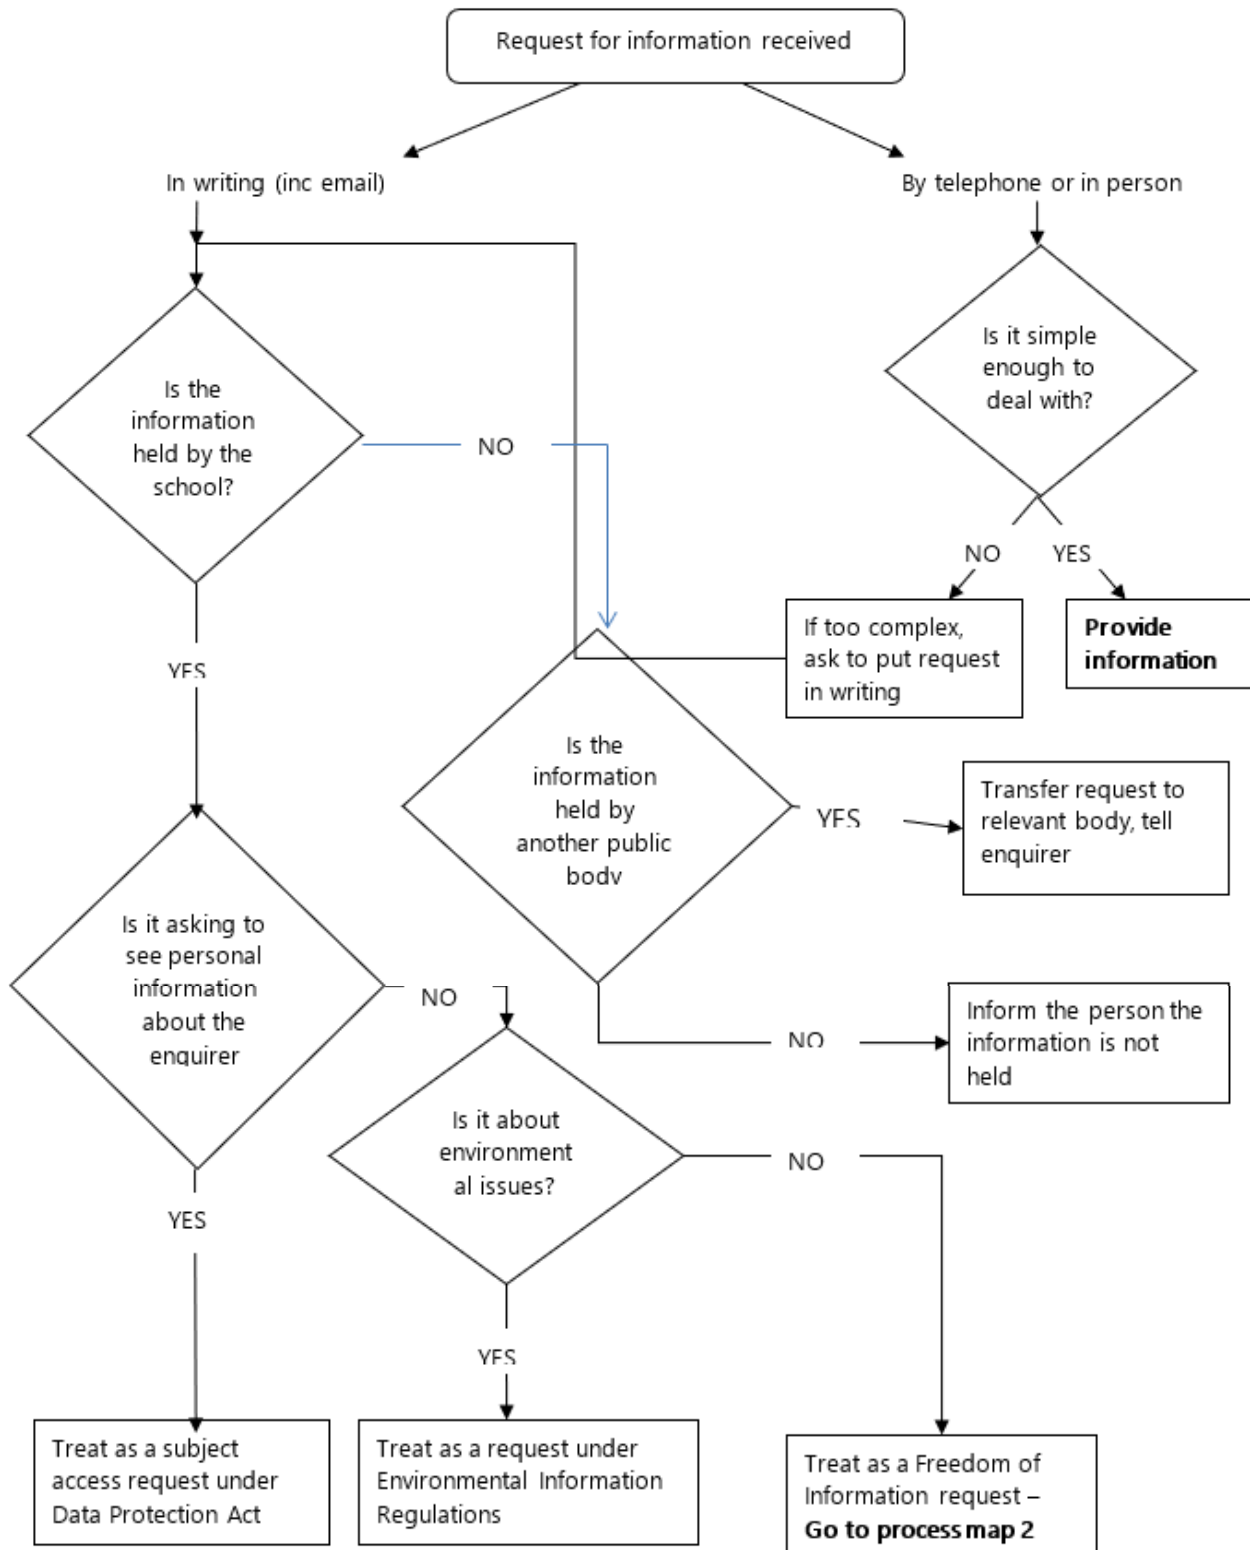 Request for information received
In writing (inc email)
By telephone or in person
Is it simple
enough to
deal with?
Is the
information
held by the
school?
NO
NO
YES
If too complex,
ask to put request
in writing
Provide
information
YES
Is the
information
held by
another public
body
YES
Transfer request to
relevant body, tell
enquirer
Is it asking to
see personal
information
about the
enquirer
NO
Inform the person the
information is not
held
NO
Is it about
environment
al issues?
NO
YES
YES
Treat as a subject
access request under
Data Protection Act
Treat as a request under
Environmental Information
Regulations
Treat as a Freedom of
Information request –
Go to process map 2